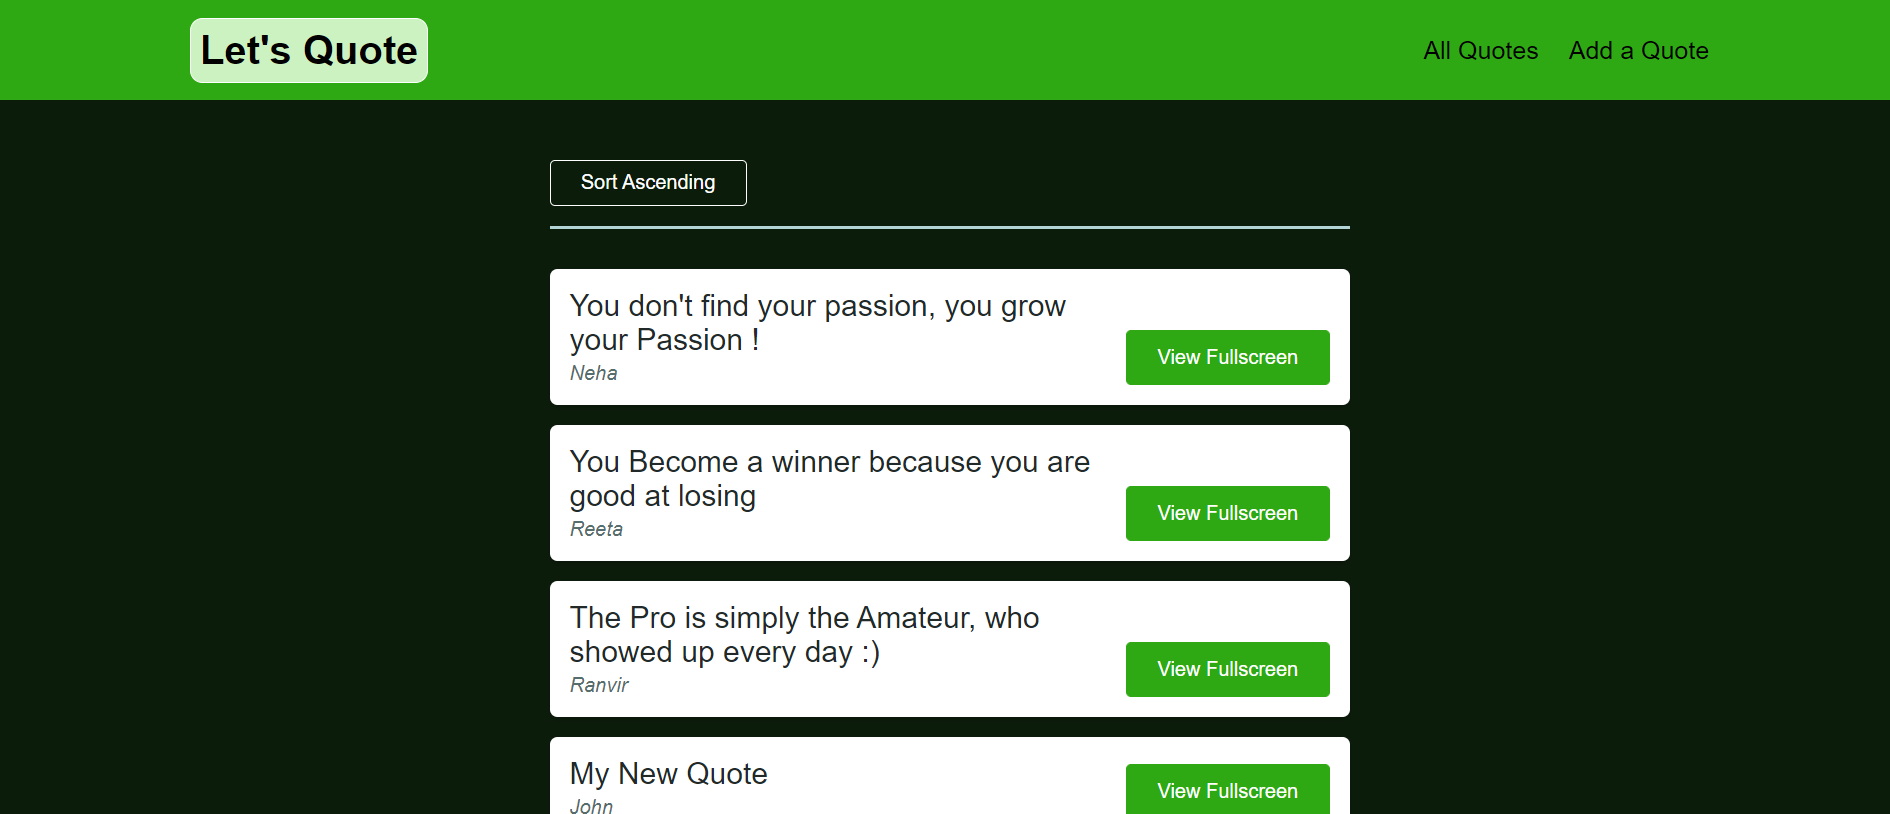 Let's Quote
All Quotes
Add a Quote
Sort Ascending
You don't find your passion, you grow
your Passion !
Neha
View Fullscreen
You Become a winner because you are
good at losing
Reeta
View Fullscreen
The Pro is simply the Amateur, who
showed up every day :)
Ranvir
View Fullscreen
My New Quote
John
View Fullscreen